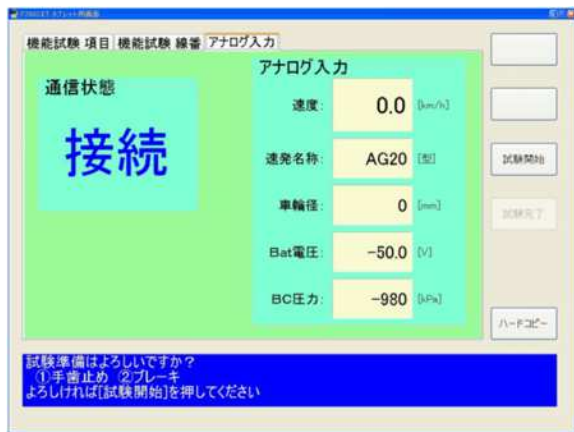 機能試験 項目 機能試験 線番 アナログ入力
通信状態
接続
アナログ入力
速度: 0.0 [km/h]
速発名称: AG20 [型]
車輪径: 0 [mm]
Bat電圧: -50.0 [V]
BC圧力: -980 [kPa]
試験開始
試験完了
ハードコピー
試験準備はよろしいですか?
①手歯止め ②ブレーキ
よろしければ[試験開始]を押してください